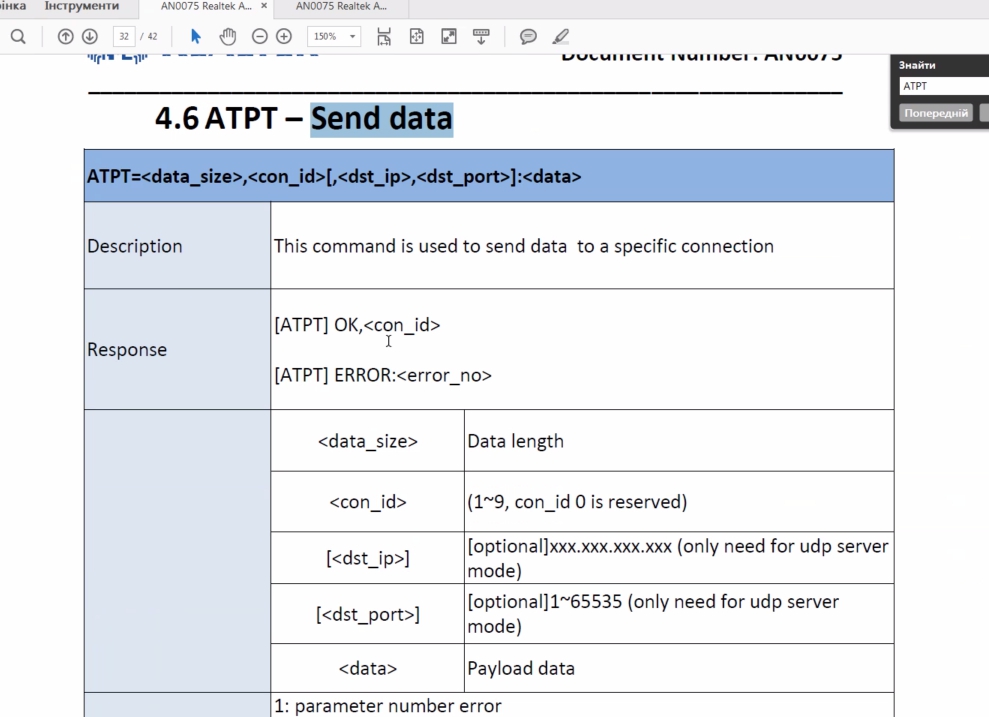 рінка Інструменти AN0075 Realtek A... × AN0075 Realtek A...
32 / 42 150%
Document Number: AN0075
Знайти
ATPT
Попередній
4.6 ATPT – Send data
ATPT=<data_size>,<con_id>[,<dst_ip>,<dst_port>]:<data>
Description This command is used to send data to a specific connection
Response
[ATPT] OK,<con_id>
[ATPT] ERROR:<error_no>
<data_size> Data length
<con_id> (1~9, con_id 0 is reserved)
[<dst_ip>] [optional]xxx.xxx.xxx.xxx (only need for udp server
mode)
[<dst_port>] [optional]1~65535 (only need for udp server
mode)
<data> Payload data
1: parameter number error